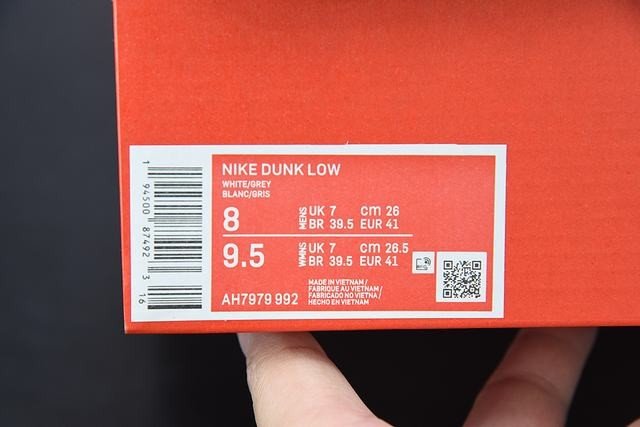 NIKE DUNK LOW
WHITE/GREY
BLANC/GRIS
8 MENS UK 7 cm 26
BR 39.5 EUR 41
9.5 WMNS UK 7 cm 26.5
BR 39.5 EUR 41
AH7979 992
MADE IN VIETNAM /
FABRIQUE AU VIETNAM /
FABRICADO NO VIETNA /
HECHO EN VIETNAM
1 94500 87492 3
16